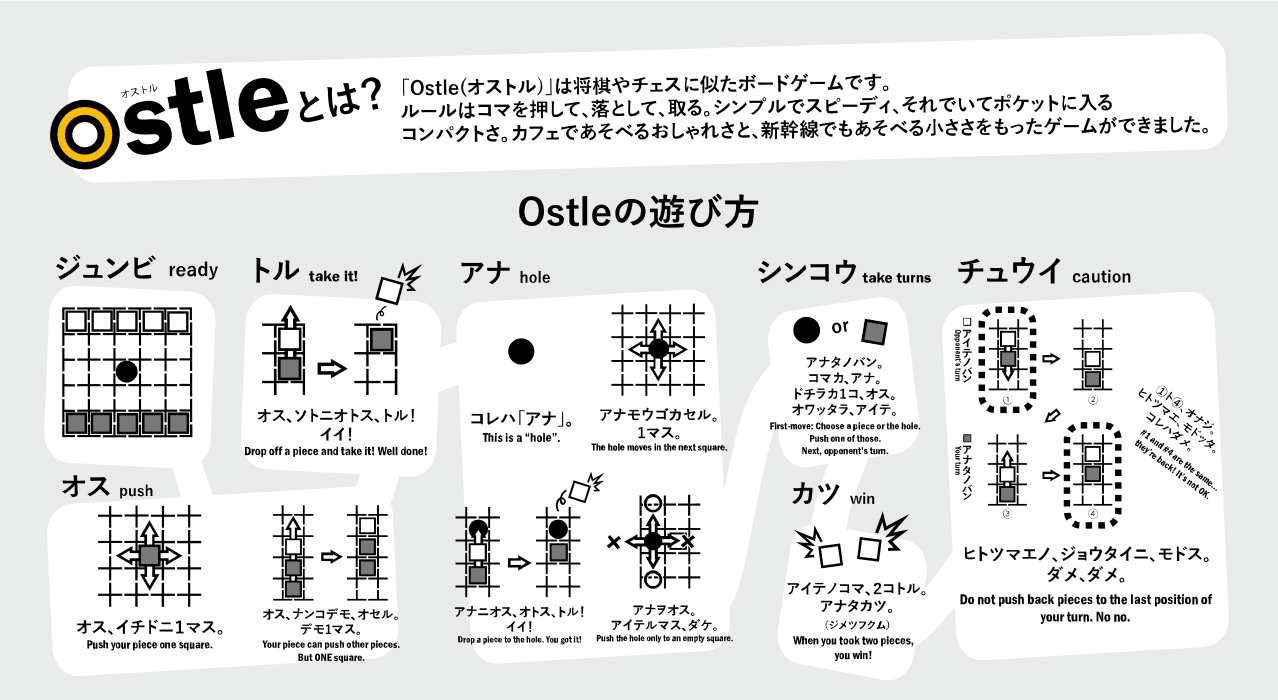 オストル
Ostleとは?
「Ostle(オストル)」は将棋やチェスに似たボードゲームです。
ルールはコマを押して、落として、取る。シンプルでスピーディ、それでいてポケットに入る
コンパクトさ。カフェであそべるおしゃれさと、新幹線でもあそべる小ささをもったゲームができました。
Ostleの遊び方
ジュンビ ready
オス push
オス、イチドニ1マス。
Push your piece one square.
オス、ナンコデモ、オセル。
デモ1マス。
Your piece can push other pieces.
But ONE square.
トル take it!
オス、ソトニオトス、トル!
イイ!
Drop off a piece and take it! Well done!
アナ hole
コレハ「アナ」。
This is a “hole”.
アナモウゴカセル。
1マス。
The hole moves in the next square.
アナニオス、オトス、トル!
イイ!
Drop a piece to the hole. You got it!
アナヲオス。
アイテルマス、ダケ。
Push the hole only to an empty square.
シンコウ take turns
or
アナタノバン。
コマカ、アナ。
ドチラカ1コ、オス。
オワッタラ、アイテ。
First-move: Choose a piece or the hole.
Push one of those.
Next, opponent's turn.
カツ win
アイテノコマ、2コトル。
アナタカツ。
(ジメツフクム)
When you took two pieces,
you win!
チュウイ caution
□アイテノバン
Opponent's turn
①
②
■アナタノバン
Your turn
③
④
①ト④、オナジ。
ヒトツマエ、モドッタ。
コレハダメ。
#1 and #4 are the same...
they're back! It's not OK.
ヒトツマエノ、ジョウタイニ、モドス。
ダメ、ダメ。
Do not push back pieces to the last position of
your turn. No no.